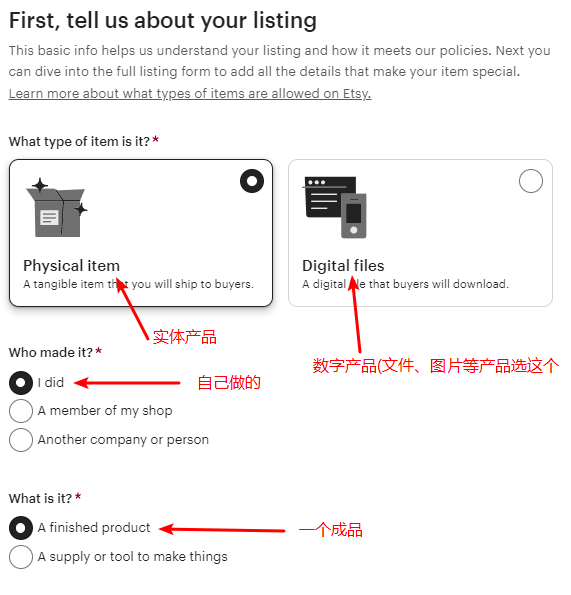 First, tell us about your listing
This basic info helps us understand your listing and how it meets our policies. Next you
can dive into the full listing form to add all the details that make your item special.
Learn more about what types of items are allowed on Etsy.
What type of item is it?*
Physical item
A tangible item that you will ship to buyers.
Digital files
A digital file that buyers will download.
实体产品
数字产品(文件、图片等产品选这个
Who made it?*
I did
自己做的
A member of my shop
Another company or person
What is it?*
A finished product
一个成品
A supply or tool to make things